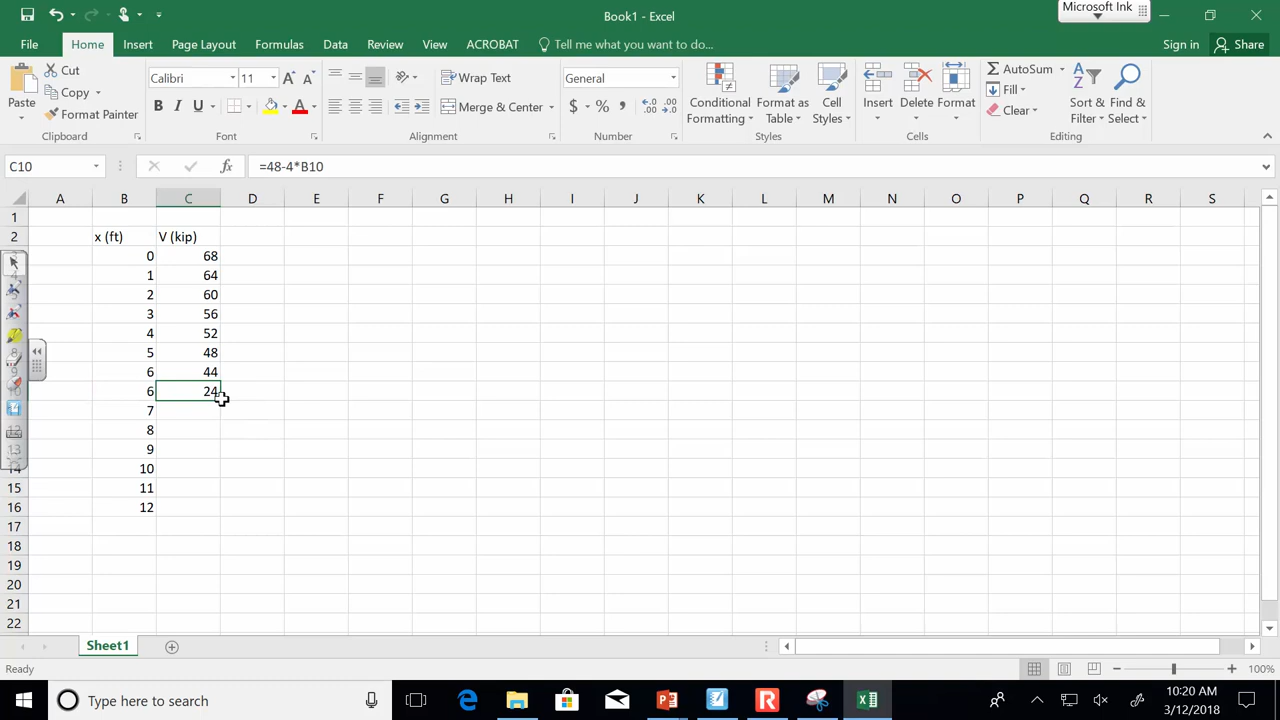 Book1 - Excel
Microsoft Ink
File Home Insert Page Layout Formulas Data Review View ACROBAT Tell me what you want to do... Sign in Share
Paste
Cut
Copy
Format Painter
Clipboard
Calibri 11
B I U
Font
Wrap Text
Merge & Center
Alignment
General
$ % ,
Number
Conditional Formatting
Format as Table
Cell Styles
Styles
Insert Delete Format
Cells
AutoSum
Fill
Clear
Sort & Filter
Find & Select
Editing
C10 fx =48-4*B10
A B C D E F G H I J K L M N O P Q R S
1
2 x (ft) V (kip)
0 68
1 64
2 60
3 56
4 52
5 48
6 44
6 24
7
8
9
14 10
15 11
16 12
17
18
19
20
21
22
Sheet1
Ready 100%
Type here to search
10:20 AM
3/12/2018